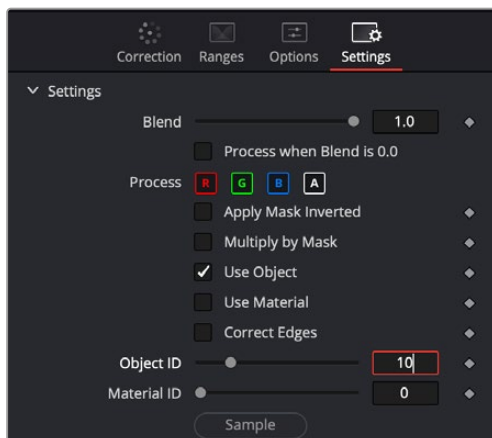 Correction Ranges Options Settings
Settings
Blend 1.0
Process when Blend is 0.0
Process R G B A
Apply Mask Inverted
Multiply by Mask
Use Object
Use Material
Correct Edges
Object ID 10
Material ID 0
Sample